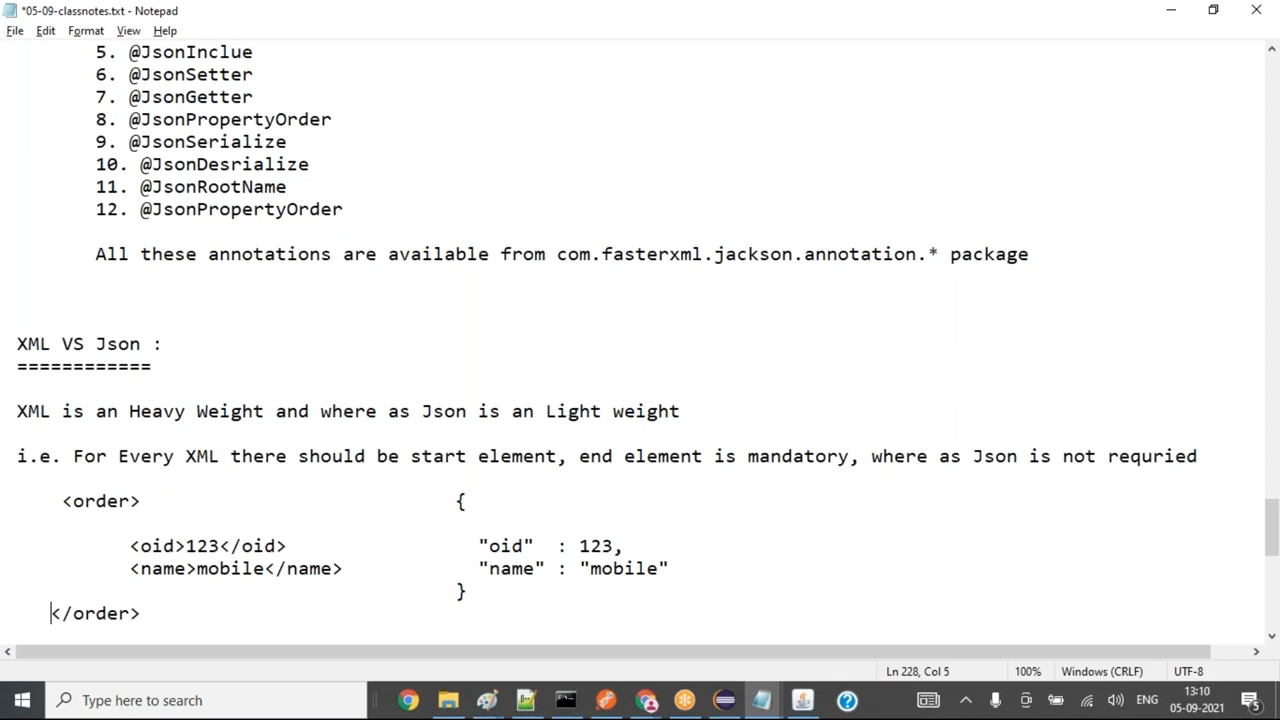 *05-09-classnotes.txt - Notepad
File Edit Format View Help
5. @JsonInclue
6. @JsonSetter
7. @JsonGetter
8. @JsonPropertyOrder
9. @JsonSerialize
10. @JsonDesrialize
11. @JsonRootName
12. @JsonPropertyOrder
All these annotations are available from com.fasterxml.jackson.annotation.* package
XML VS Json :
============
XML is an Heavy Weight and where as Json is an Light weight
i.e. For Every XML there should be start element, end element is mandatory, where as Json is not requried
<order> {
<oid>123</oid> "oid" : 123,
<name>mobile</name> "name" : "mobile"
}
</order>
Ln 228, Col 5 100% Windows (CRLF) UTF-8
Type here to search ENG 13:10
05-09-2021 5